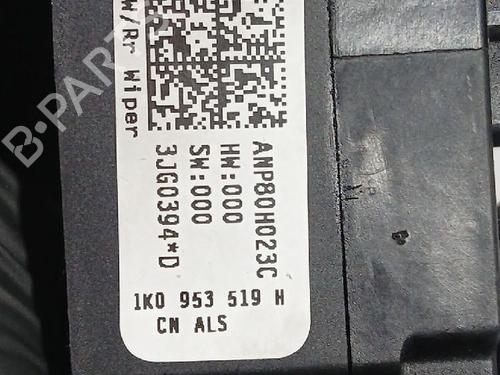 W/Rr Wiper
ANP80H023C
HW:000
SW:000
3JG0394*D
1K0 953 519 H
CN ALS
B-PARTS